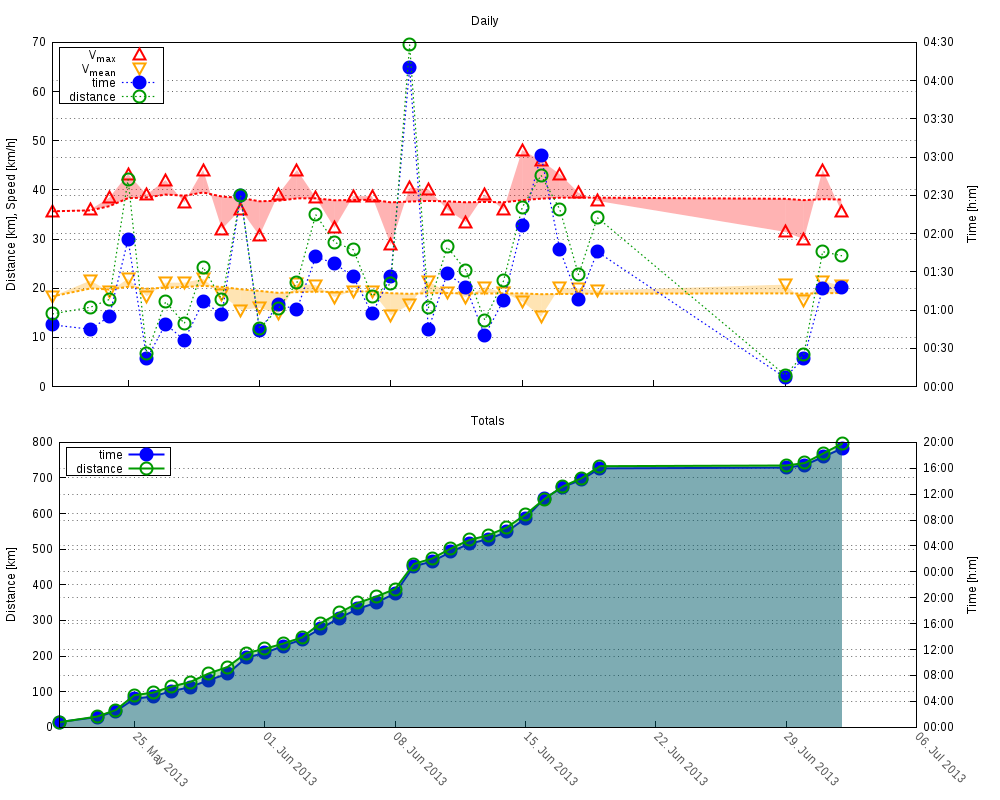 Daily
Distance [km], Speed [km/h]
Time [h:m]
Vmax
Vmean
time
distance
70
60
50
40
30
20
10
0
04:30
04:00
03:30
03:00
02:30
02:00
01:30
01:00
00:30
00:00
Totals
Distance [km]
Time [h:m]
time
distance
800
700
600
500
400
300
200
100
0
20:00
16:00
12:00
08:00
04:00
00:00
20:00
16:00
12:00
08:00
04:00
00:00
25. May 2013
01. Jun 2013
08. Jun 2013
15. Jun 2013
22. Jun 2013
29. Jun 2013
06. Jul 2013